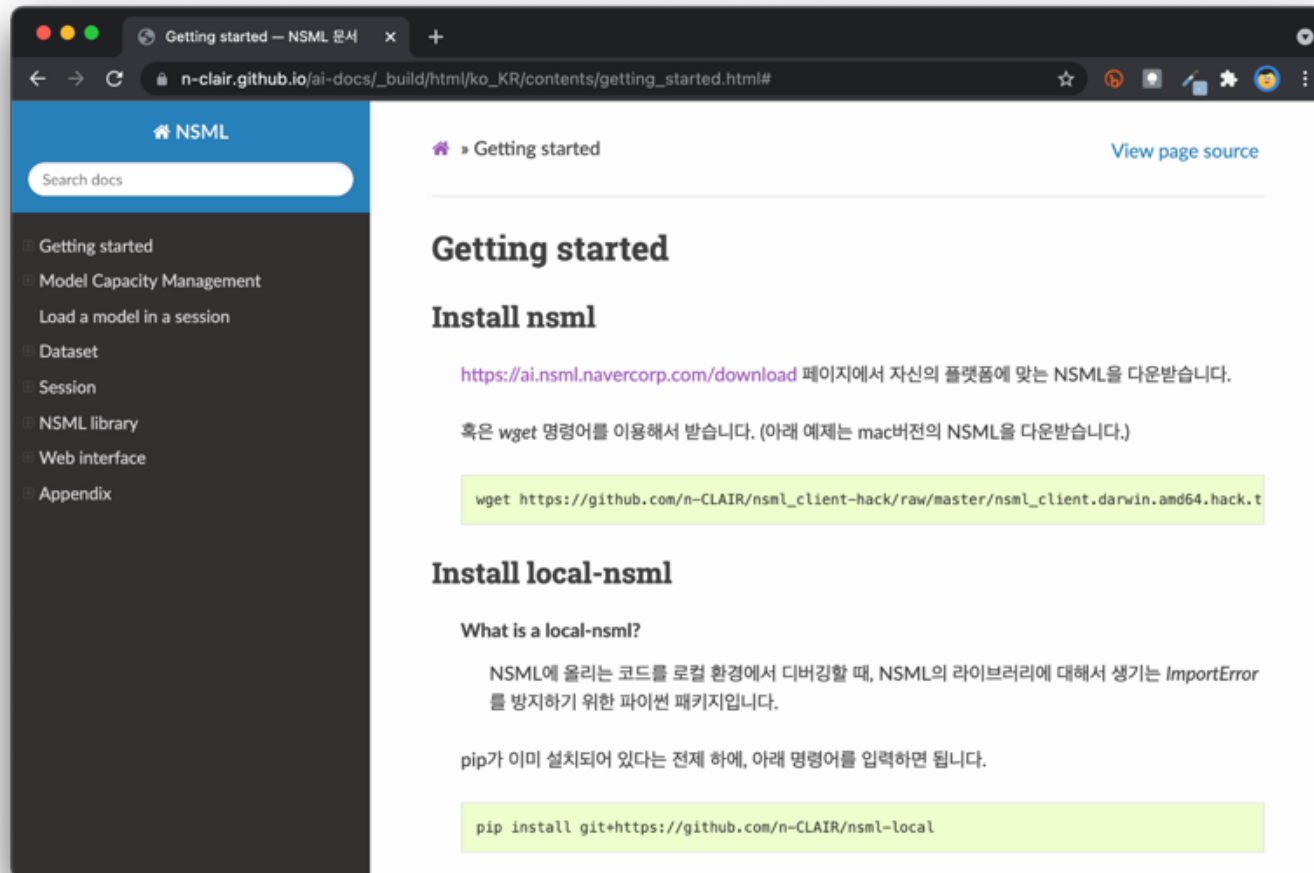 Getting started — NSML 문서
n-clair.github.io/ai-docs/_build/html/ko_KR/contents/getting_started.html#
NSML
Search docs
Getting started
Model Capacity Management
Load a model in a session
Dataset
Session
NSML library
Web interface
Appendix
» Getting started
View page source
Getting started
Install nsml
https://ai.nsml.navercorp.com/download 페이지에서 자신의 플랫폼에 맞는 NSML을 다운받습니다.
혹은 wget 명령어를 이용해서 받습니다. (아래 예제는 mac버전의 NSML을 다운받습니다.)
wget https://github.com/n-CLAIR/nsml_client-hack/raw/master/nsml_client.darwin.amd64.hack.t
Install local-nsml
What is a local-nsml?
NSML에 올리는 코드를 로컬 환경에서 디버깅할 때, NSML의 라이브러리에 대해서 생기는 ImportError
를 방지하기 위한 파이썬 패키지입니다.
pip가 이미 설치되어 있다는 전제 하에, 아래 명령어를 입력하면 됩니다.
pip install git+https://github.com/n-CLAIR/nsml-local